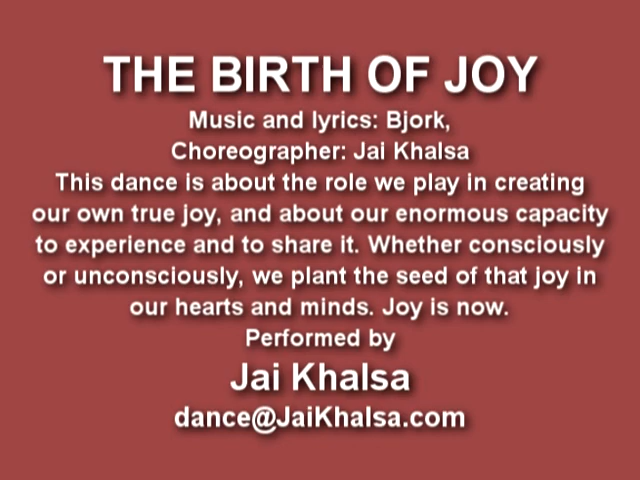 THE BIRTH OF JOY
Music and lyrics: Bjork,
Choreographer: Jai Khalsa
This dance is about the role we play in creating
our own true joy, and about our enormous capacity
to experience and to share it. Whether consciously
or unconsciously, we plant the seed of that joy in
our hearts and minds. Joy is now.
Performed by
Jai Khalsa
dance@JaiKhalsa.com